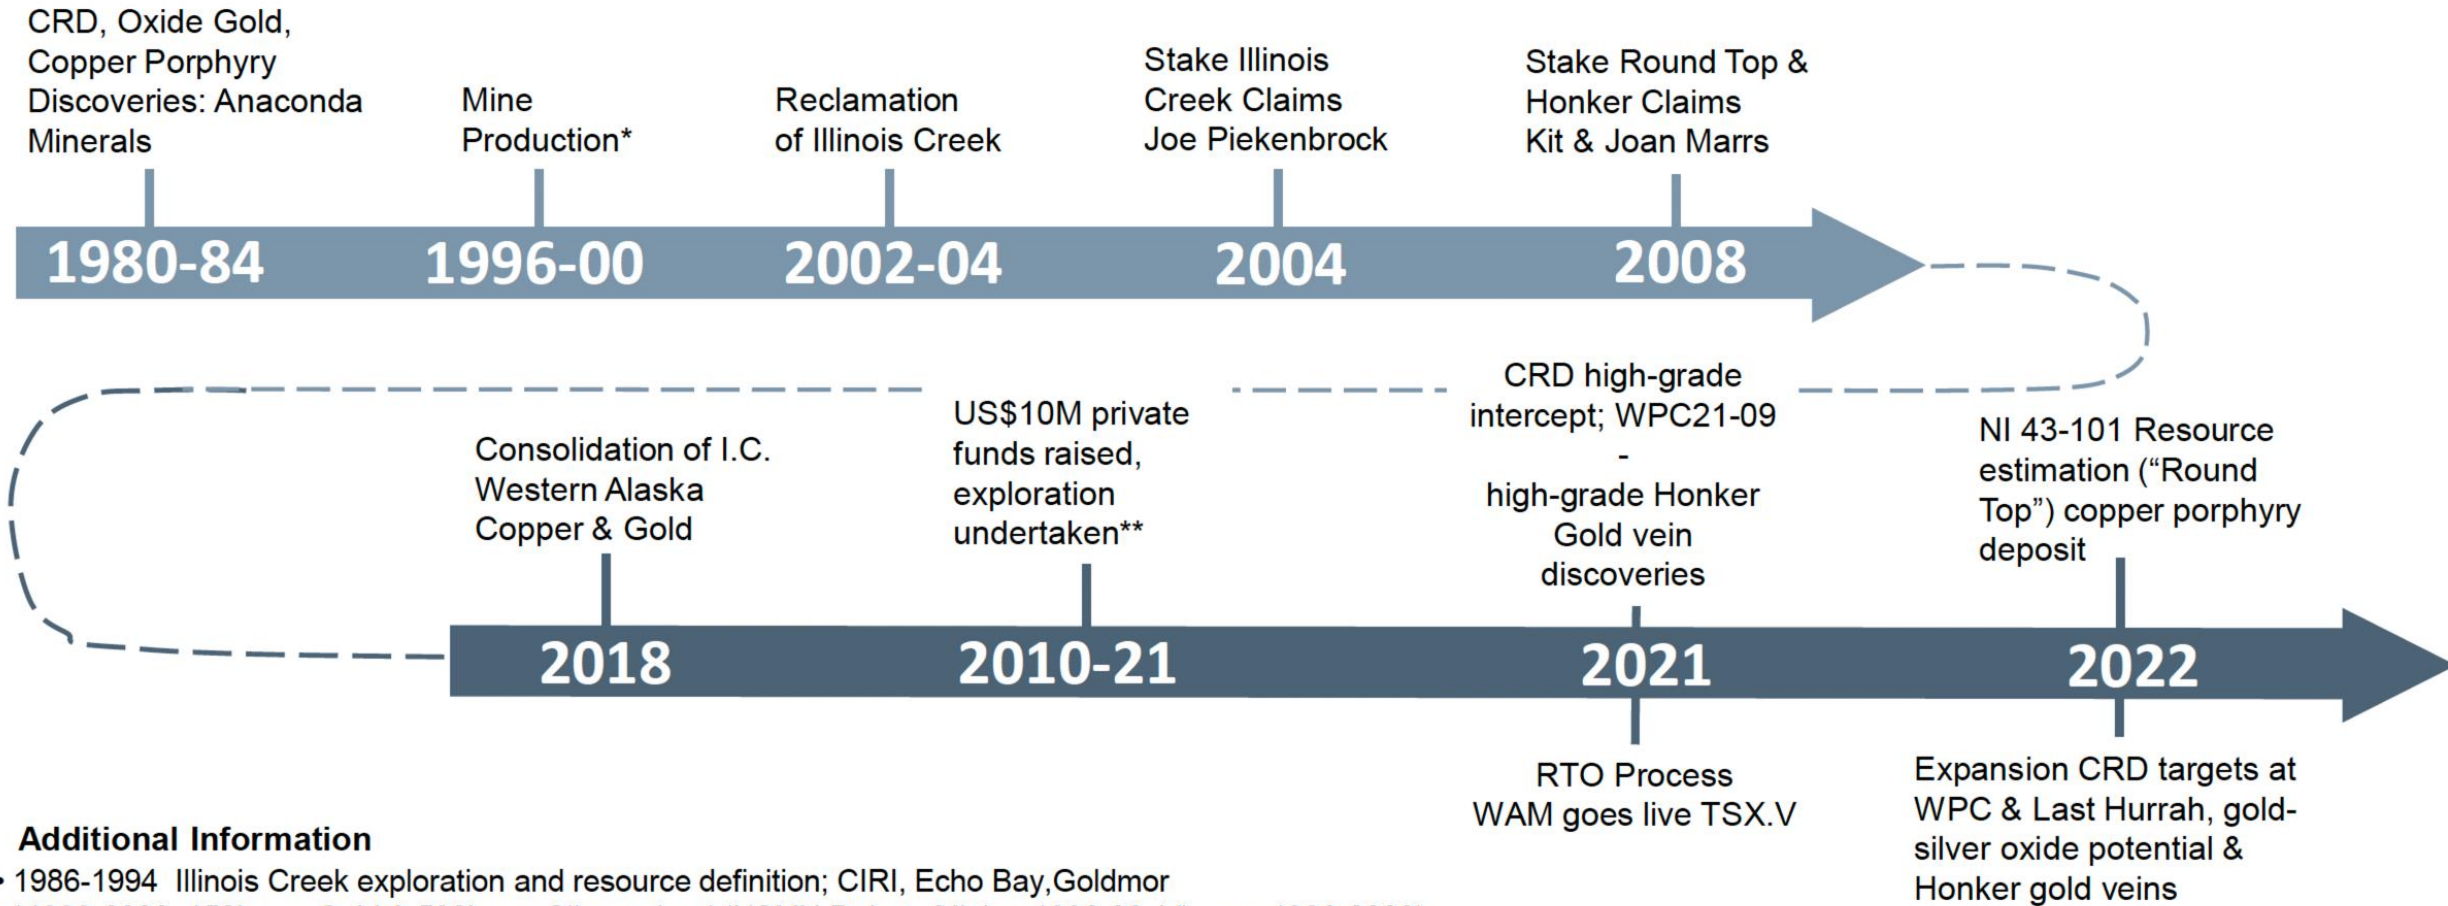 CRD, Oxide Gold,
Copper Porphyry
Discoveries: Anaconda
Minerals
Mine
Production*
Reclamation
of Illinois Creek
Stake Illinois
Creek Claims
Joe Piekenbrock
Stake Round Top &
Honker Claims
Kit & Joan Marrs
1980-84
1996-00
2002-04
2004
2008
Consolidation of I.C.
Western Alaska
Copper & Gold
US$10M private
funds raised,
exploration
undertaken**
CRD high-grade
intercept; WPC21-09
-
high-grade Honker
Gold vein
discoveries
NI 43-101 Resource
estimation (“Round
Top”) copper porphyry
deposit
2018
2010-21
2021
2022
RTO Process
WAM goes live TSX.V
Expansion CRD targets at
WPC & Last Hurrah, gold-
silver oxide potential &
Honker gold veins
Additional Information
• 1986-1994 Illinois Creek exploration and resource definition; CIRI, Echo Bay,Goldmor